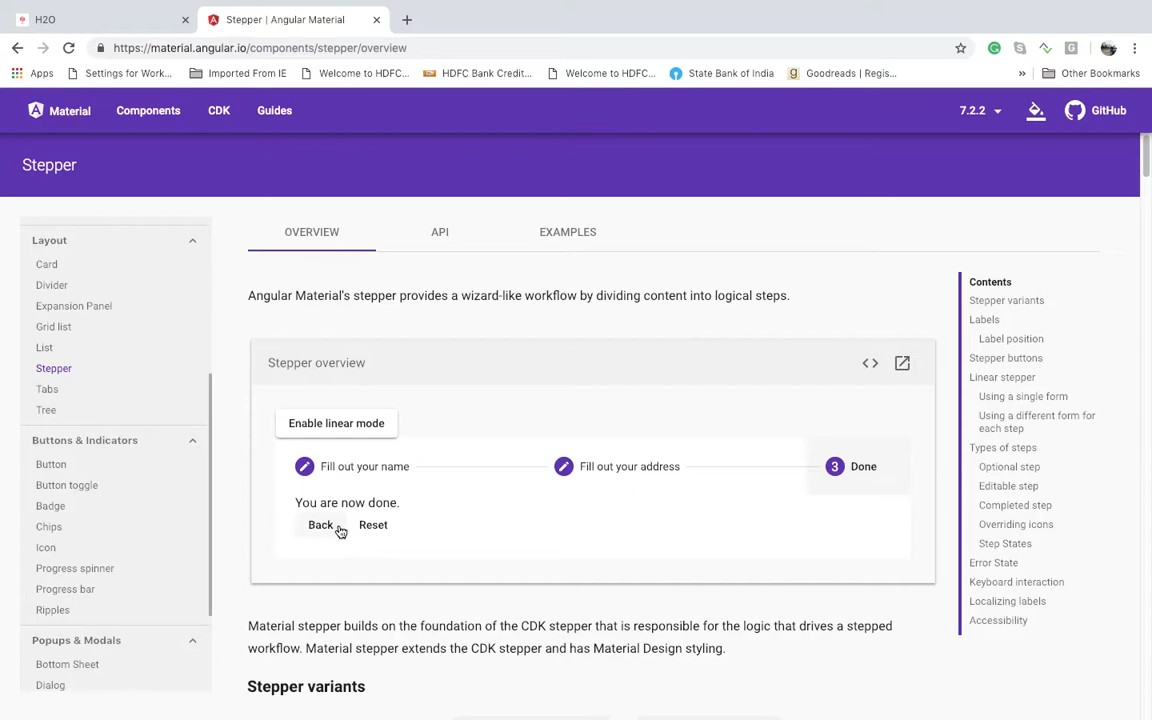 H2O
Stepper | Angular Material
https://material.angular.io/components/stepper/overview
Apps
Settings for Work...
Imported From IE
Welcome to HDFC...
HDFC Bank Credit...
Welcome to HDFC...
State Bank of India
Goodreads | Regis...
»
Other Bookmarks
Material
Components
CDK
Guides
7.2.2
GitHub
Stepper
Layout
Card
Divider
Expansion Panel
Grid list
List
Stepper
Tabs
Tree
Buttons & Indicators
Button
Button toggle
Badge
Chips
Icon
Progress spinner
Progress bar
Ripples
Popups & Modals
Bottom Sheet
Dialog
OVERVIEW
API
EXAMPLES
Angular Material's stepper provides a wizard-like workflow by dividing content into logical steps.
Stepper overview
Enable linear mode
Fill out your name
Fill out your address
3 Done
You are now done.
Back
Reset
Material stepper builds on the foundation of the CDK stepper that is responsible for the logic that drives a stepped
workflow. Material stepper extends the CDK stepper and has Material Design styling.
Stepper variants
Contents
Stepper variants
Labels
Label position
Stepper buttons
Linear stepper
Using a single form
Using a different form for
each step
Types of steps
Optional step
Editable step
Completed step
Overriding icons
Step States
Error State
Keyboard interaction
Localizing labels
Accessibility